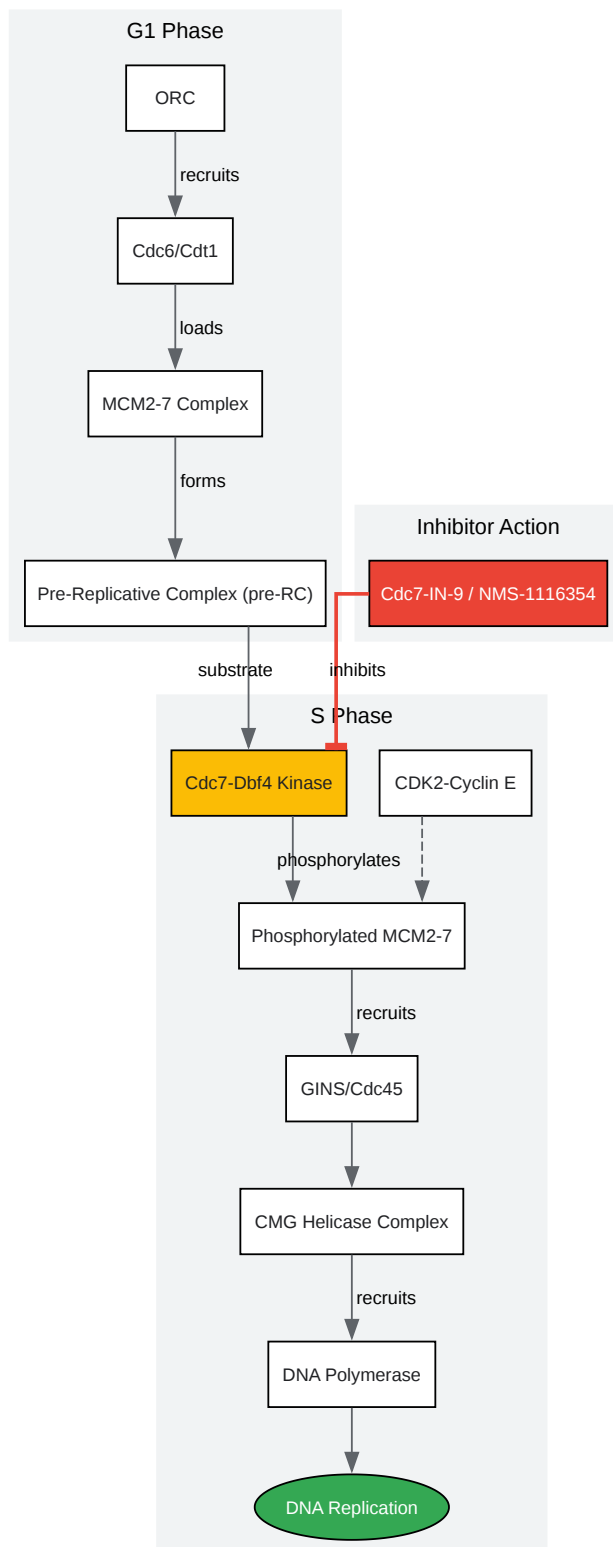 G1 Phase
ORC
recruits
Cdc6/Cdt1
loads
MCM2-7 Complex
forms
Inhibitor Action
Pre-Replicative Complex (pre-RC)
Cdc7-IN-9 / NMS-1116354
substrate
inhibits
S Phase
Cdc7-Dbf4 Kinase
CDK2-Cyclin E
phosphorylates
Phosphorylated MCM2-7
recruits
GINS/Cdc45
CMG Helicase Complex
recruits
DNA Polymerase
DNA Replication